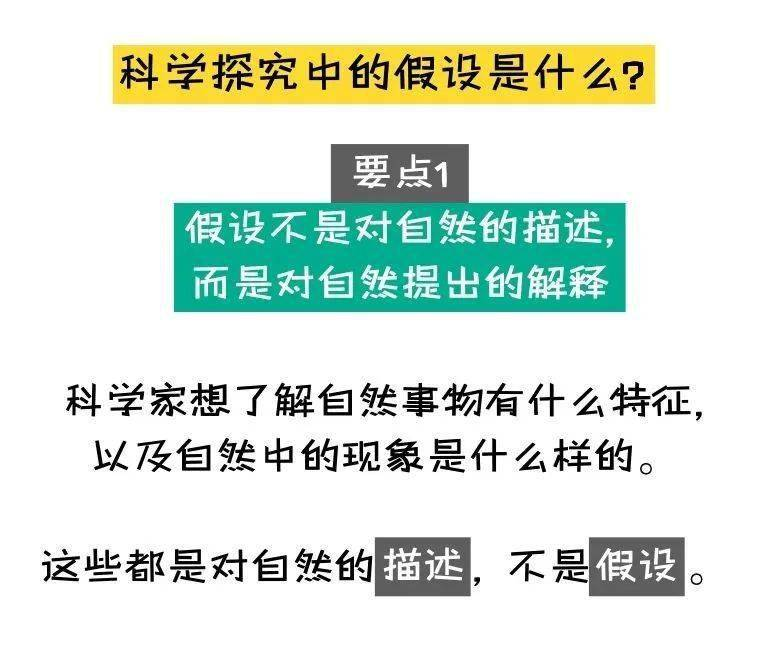 科学探究中的假设是什么?
要点1
假设不是对自然的描述,
而是对自然提出的解释
科学家想了解自然事物有什么特征,
以及自然中的现象是什么样的。
这些都是对自然的描述，不是假设。